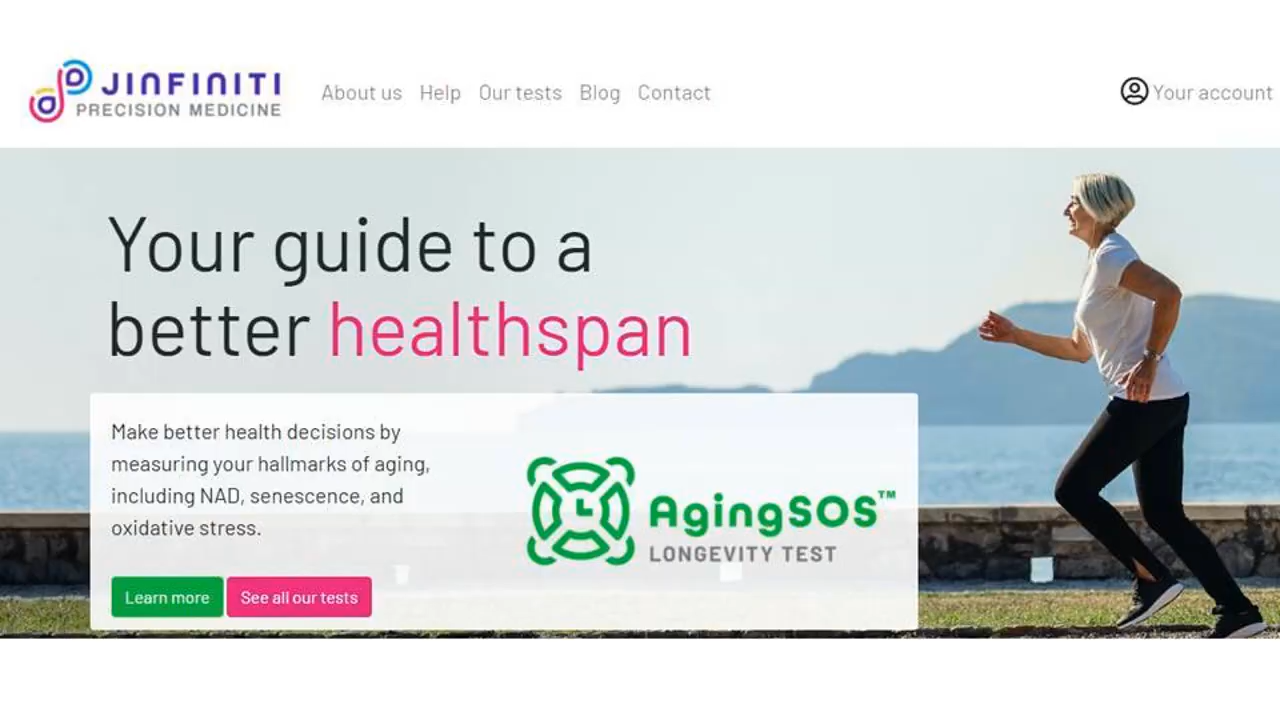 JINFINITI
PRECISION MEDICINE
About us Help Our tests Blog Contact
Your account
Your guide to a
better healthspan
Make better health decisions by
measuring your hallmarks of aging,
including NAD, senescence, and
oxidative stress.
AgingSOS™
LONGEVITY TEST
Learn more See all our tests